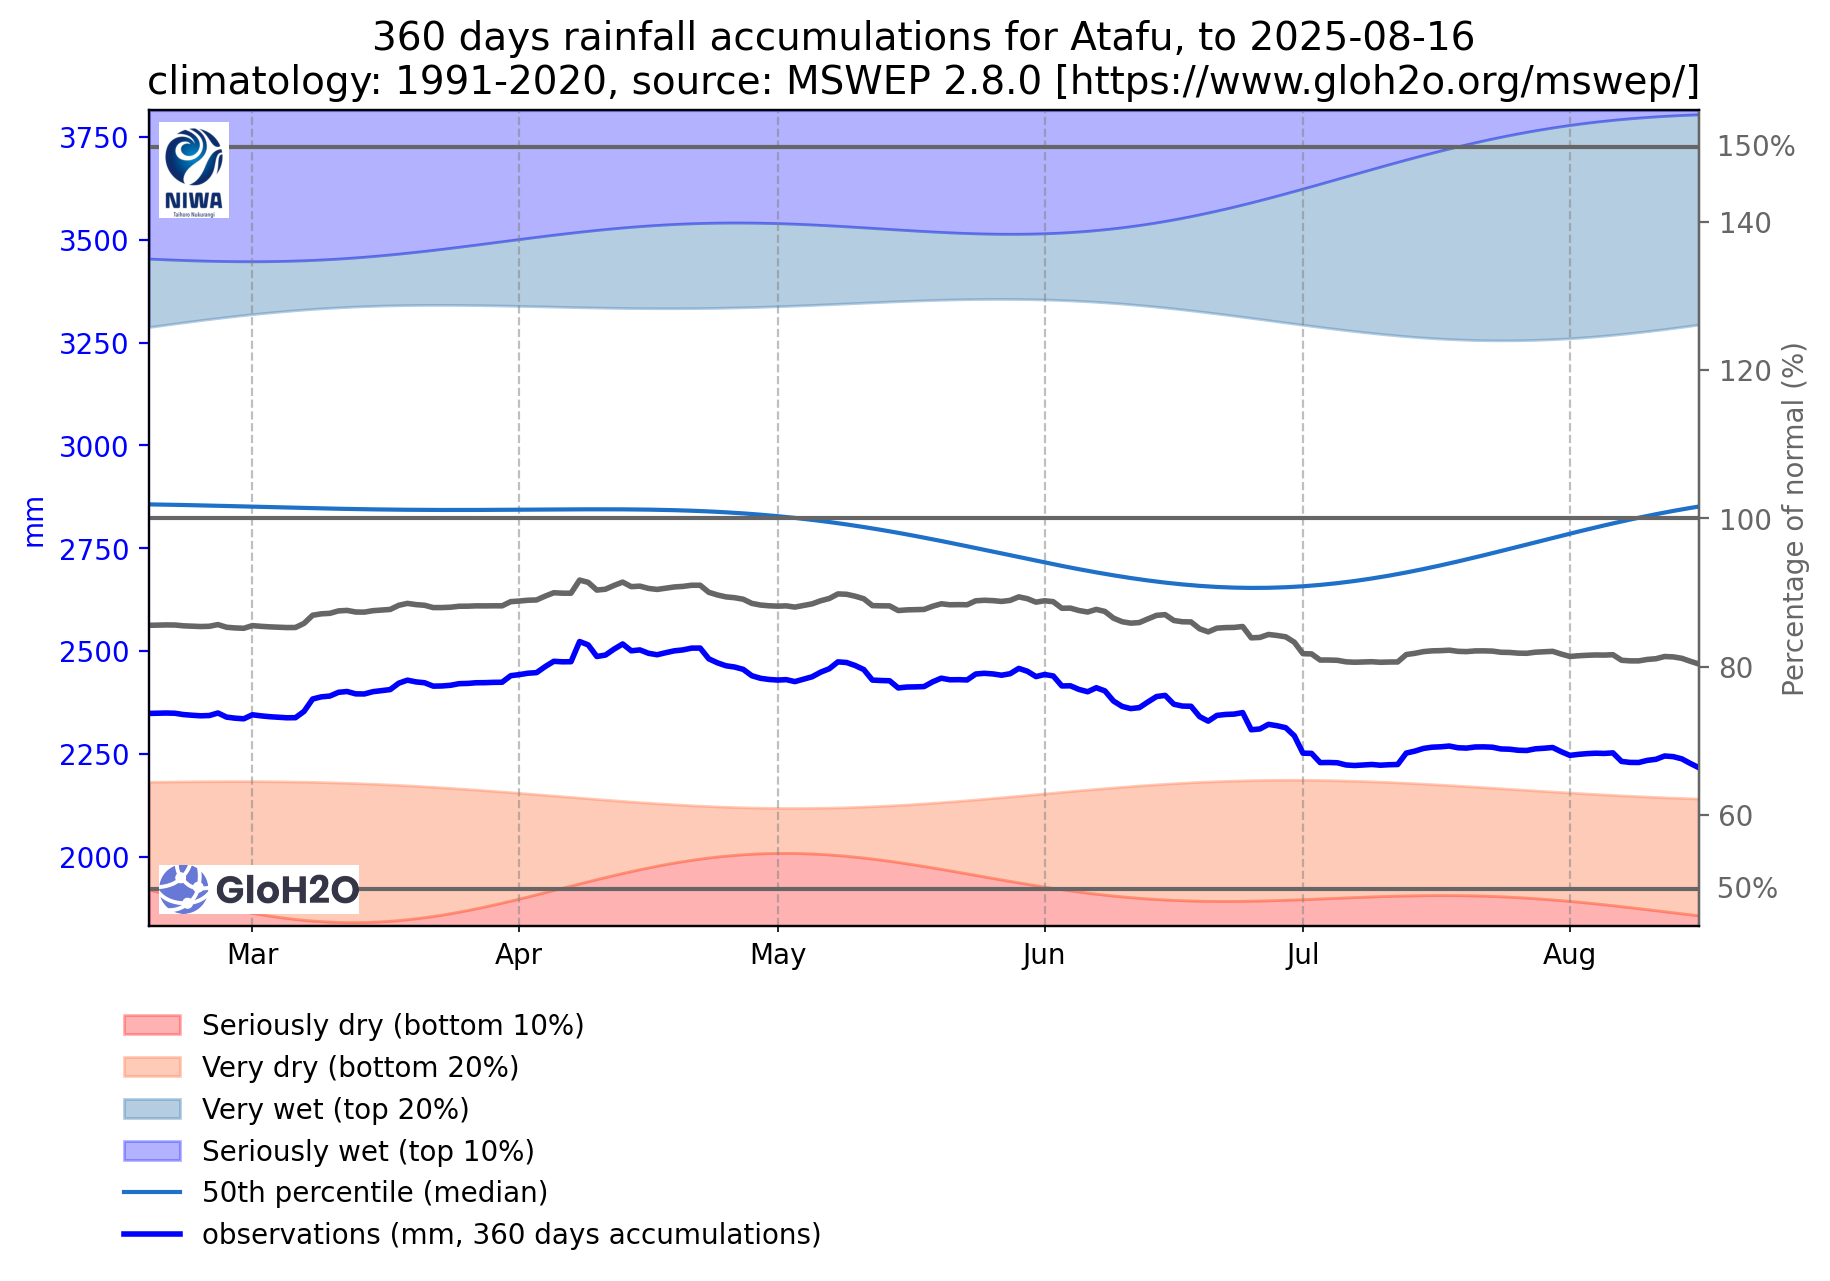 360 days rainfall accumulations for Atafu, to 2025-08-16
climatology: 1991-2020, source: MSWEP 2.8.0 [https://www.gloh2o.org/mswep/]
3750
3500
3250
3000
2750
2500
2250
2000
mm
NIWA
Taihoro Nukurangi
GloH2O
150%
140
120
100
80
60
50%
Percentage of normal (%)
Mar
Apr
May
Jun
Jul
Aug
Seriously dry (bottom 10%)
Very dry (bottom 20%)
Very wet (top 20%)
Seriously wet (top 10%)
50th percentile (median)
observations (mm, 360 days accumulations)